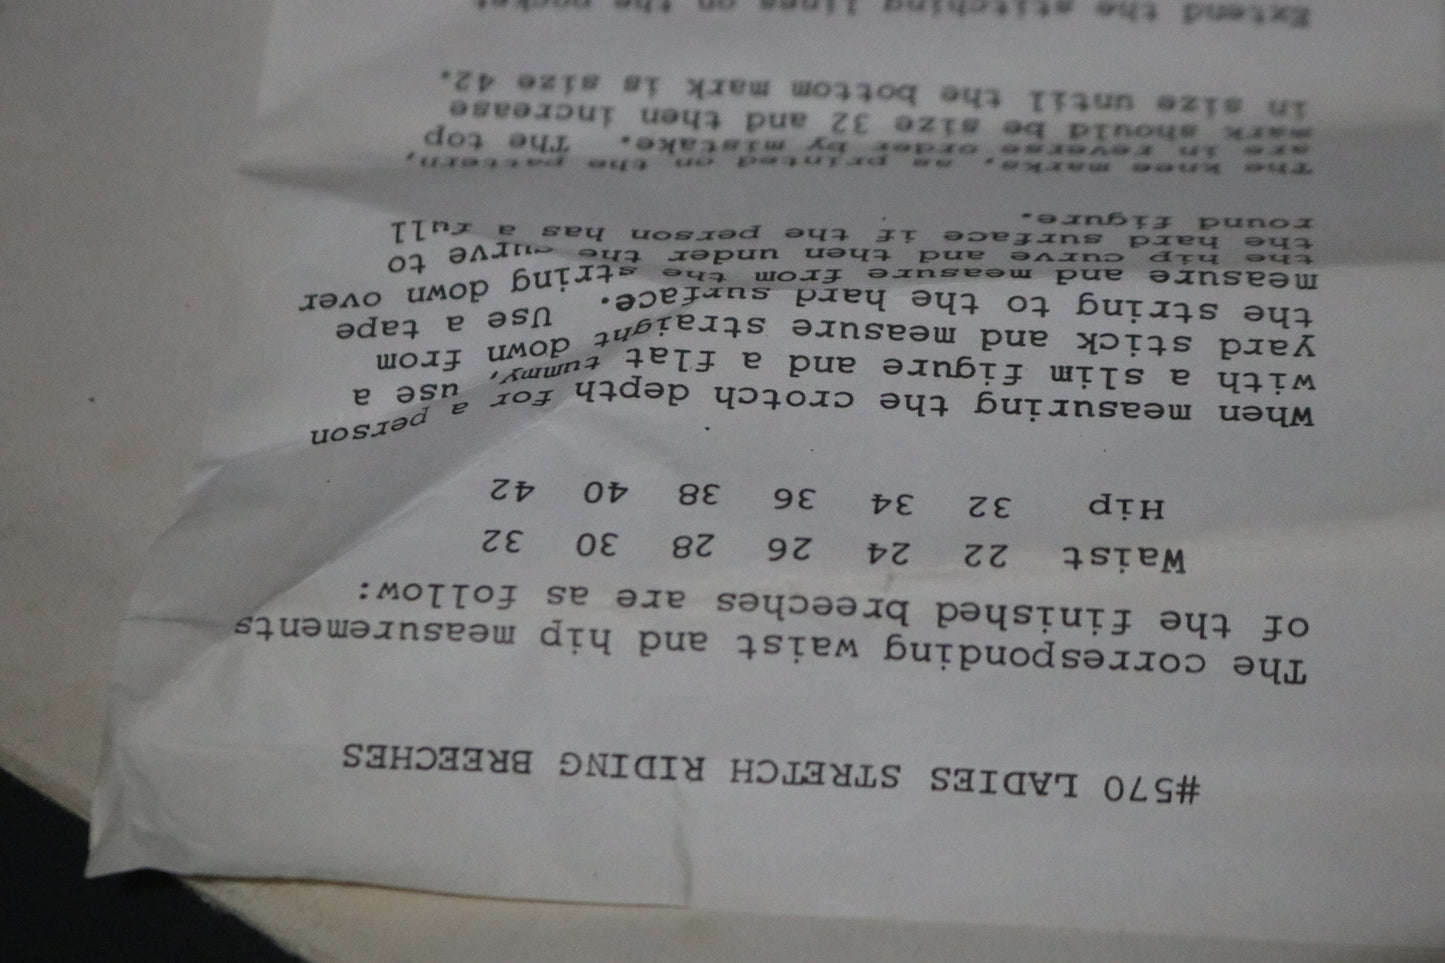 #570 LADIES STRETCH RIDING BREECHES
The corresponding waist and hip measurements
of the finished breeches are as follow:
Waist 22 24 26 28 30 32
Hip 32 34 36 38 40 42
When measuring the crotch depth for a person
with a slim figure and a flat tummy, use a
yard stick and measure straight down from
the string to the hard surface. Use a tape
measure and measure from the string down over
the hip curve and then under the curve to
the hard surface if the person has a full
round figure.
The knee marks, as printed on the pattern,
are in reverse order by mistake. The top
mark should be size 32 and then increase
in size until the bottom mark is size 42.
Extend the stitching lines on the pocket